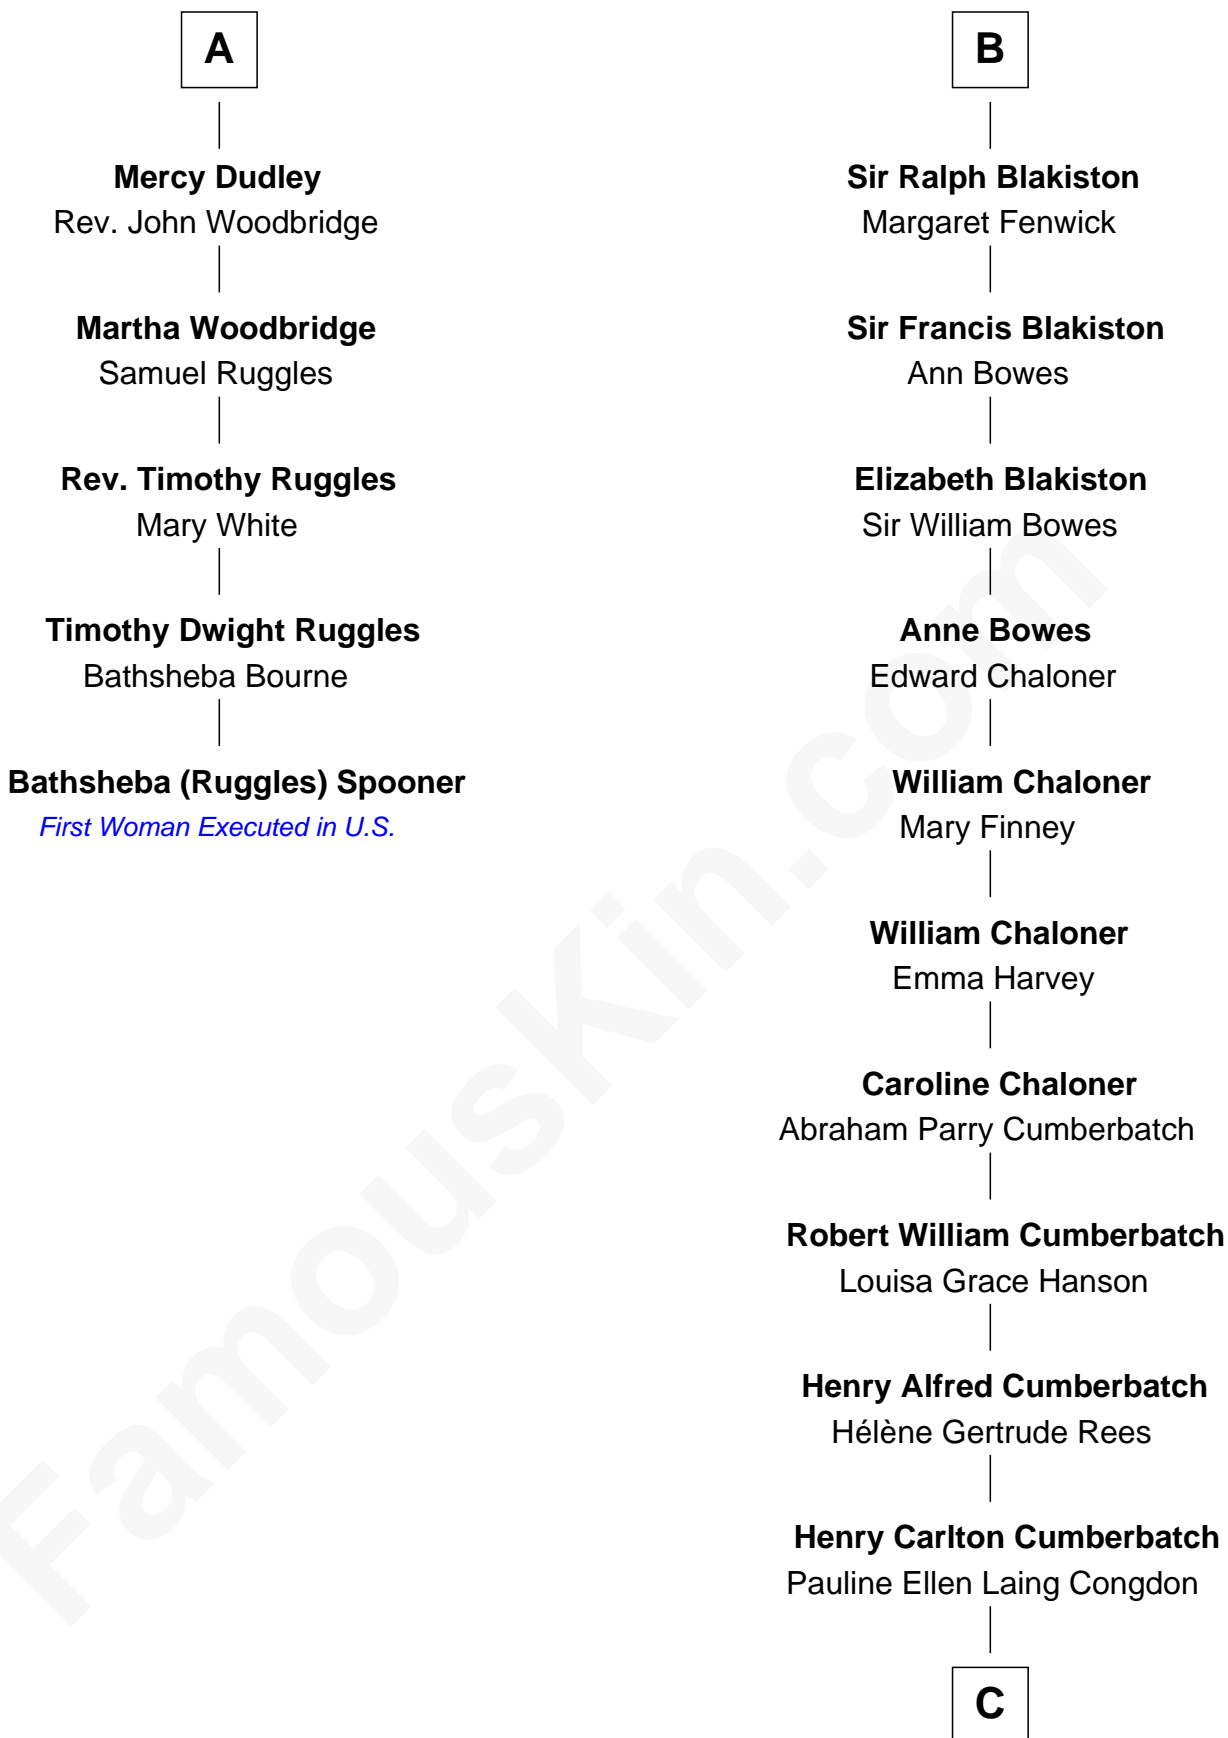 A
Mercy Dudley
Rev. John Woodbridge
Martha Woodbridge
Samuel Ruggles
Rev. Timothy Ruggles
Mary White
Timothy Dwight Ruggles
Bathsheba Bourne
Bathsheba (Ruggles) Spooner
First Woman Executed in U.S.
B
Sir Ralph Blakiston
Margaret Fenwick
Sir Francis Blakiston
Ann Bowes
Elizabeth Blakiston
Sir William Bowes
Anne Bowes
Edward Chaloner
William Chaloner
Mary Finney
William Chaloner
Emma Harvey
Caroline Chaloner
Abraham Parry Cumberbatch
Robert William Cumberbatch
Louisa Grace Hanson
Henry Alfred Cumberbatch
Hélène Gertrude Rees
Henry Carlton Cumberbatch
Pauline Ellen Laing Congdon
C
FamousKin.com